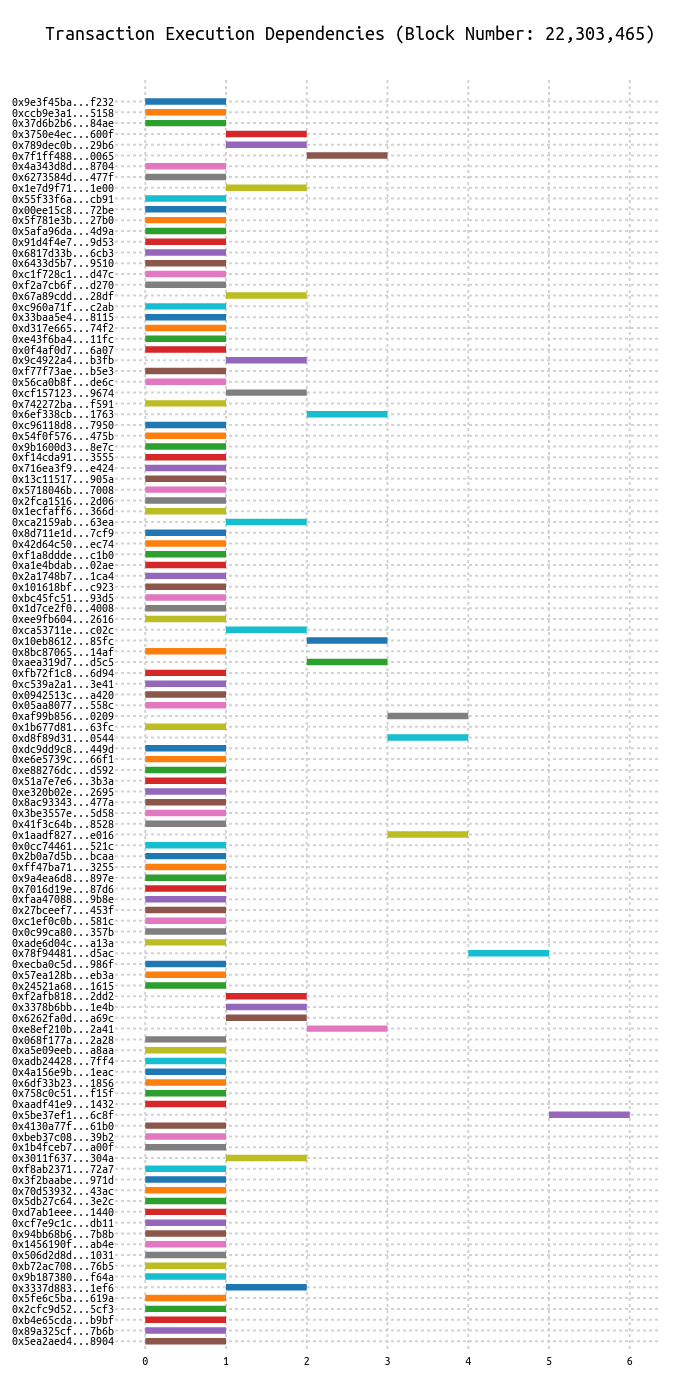 Transaction Execution Dependencies (Block Number: 22,303,465)
0x9e3f45ba...f232
0xccb9e3a1...5158
0x37d6b2b6...84ae
0x3750e4ec...600f
0x789dec0b...29b6
0x7f1ff488...0065
0x4a343d8d...8704
0x6273584d...477f
0x1e7d9f71...1e00
0x55f33f6a...cb91
0x00ee15c8...72be
0x5f781e3b...27b0
0x5afa96da...4d9a
0x91d4f4e7...9d53
0x6817d33b...6cb3
0x6433d5b7...9510
0xc1f728c1...d47c
0xf2a7cb6f...d270
0x67a89cdd...28df
0xc960a71f...c2ab
0x33baa5e4...8115
0xd317e665...74f2
0xe43f6ba4...11fc
0x0f4af0d7...6a07
0x9c4922a4...b3fb
0xf77f73ae...b5e3
0x56ca0b8f...de6c
0xcf157123...9674
0x742272ba...f591
0x6ef338cb...1763
0xc96118d8...7950
0x54f0f576...475b
0x9b1600d3...8e7c
0xf14cda91...3555
0x716ea3f9...e424
0x13c11517...905a
0x5718046b...7008
0x2fca1516...2d06
0x1ecfaff6...366d
0xca2159ab...63ea
0x8d711e1d...7cf9
0x42d64c50...ec74
0xf1a8ddde...c1b0
0xa1e4bdab...02ae
0x2a1748b7...1ca4
0x101618bf...c923
0xbc45fc51...93d5
0x1d7ce2f0...4008
0xee9fb604...2616
0xca53711e...c02c
0x10eb8612...85fc
0x8bc87065...14af
0xaea319d7...d5c5
0xfb72f1c8...6d94
0xc539a2a1...3e41
0x0942513c...a420
0x05aa8077...558c
0xaf99b856...0209
0x1b677d81...63fc
0xd8f89d31...0544
0xdc9dd9c8...449d
0xe6e5739c...66f1
0xe88276dc...d592
0x51a7e7e6...3b3a
0xe320b02e...2695
0x8ac93343...477a
0x3be3557e...5d58
0x41f3c64b...8528
0x1aadf827...e016
0x0cc74461...521c
0x2b0a7d5b...bcaa
0xff47ba71...3255
0x9a4ea6d8...897e
0x7016d19e...87d6
0xfaa47088...9b8e
0x27bceef7...453f
0xc1ef0c0b...581c
0x0c99ca80...357b
0xade6d04c...a13a
0x78f94481...d5ac
0xecba0c5d...986f
0x57ea128b...eb3a
0x24521a68...1615
0xf2afb818...2dd2
0x3378b6bb...1e4b
0x6262fa0d...a69c
0xe8ef210b...2a41
0x068f177a...2a28
0xa5e09eeb...a8aa
0xadb24428...7ff4
0x4a156e9b...1eac
0x6df33b23...1856
0x758c0c51...f15f
0xaadf41e9...1432
0x5be37ef1...6c8f
0x4130a77f...61b0
0xbeb37c08...39b2
0x1b4fceb7...a00f
0x3011f637...304a
0xf8ab2371...72a7
0x3f2baabe...971d
0x70d53932...43ac
0x5db27c64...3e2c
0xd7ab1eee...1440
0xcf7e9c1c...db11
0x94bb68b6...7b8b
0x1456190f...ab4e
0x506d2d8d...1031
0xb72ac708...76b5
0x9b187380...f64a
0x3337d883...1ef6
0x5fe6c5ba...619a
0x2cfc9d52...5cf3
0xb4e65cda...b9bf
0x89a325cf...7b6b
0x5ea2aed4...8904
0 1 2 3 4 5 6